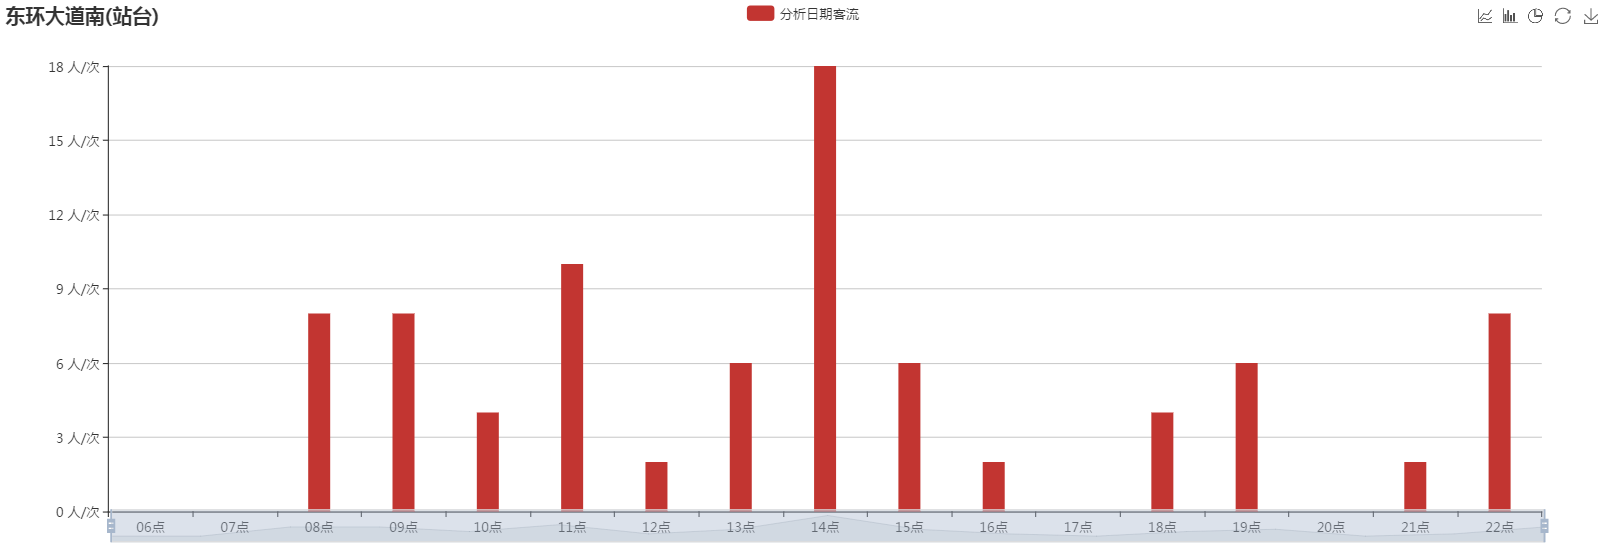 东环大道南(站台)
分析日期客流
18 人/次
15 人/次
12 人/次
9 人/次
6 人/次
3 人/次
0 人/次
06点 07点 08点 09点 10点 11点 12点 13点 14点 15点 16点 17点 18点 19点 20点 21点 22点